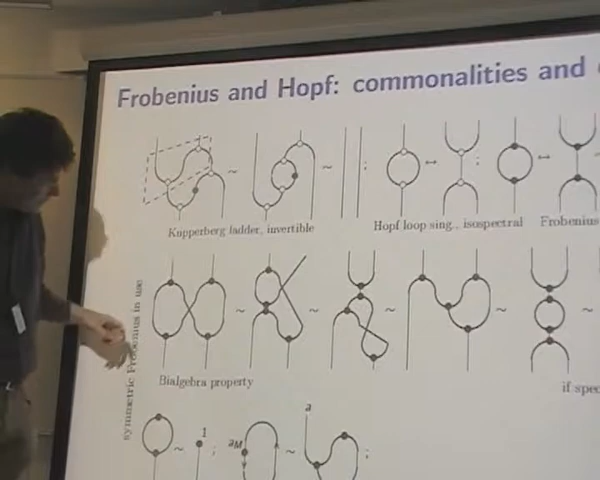 Frobenius and Hopf: commonalities and
Kupperberg ladder, invertible
Hopf loop sing., isospectral
Frobenius
symmetric Frobenius in use
Bialgebra property
if spec
1
aM
a